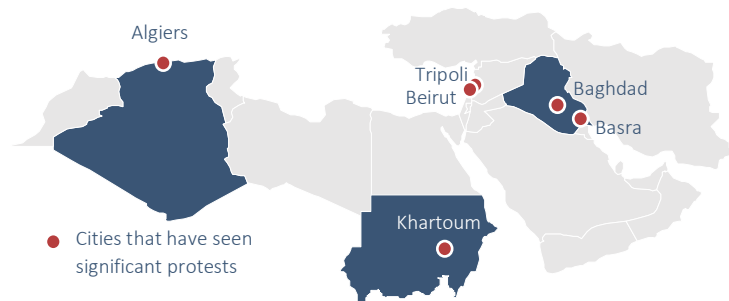 Algiers
Tripoli
Beirut
Baghdad
Basra
Khartoum
Cities that have seen
significant protests